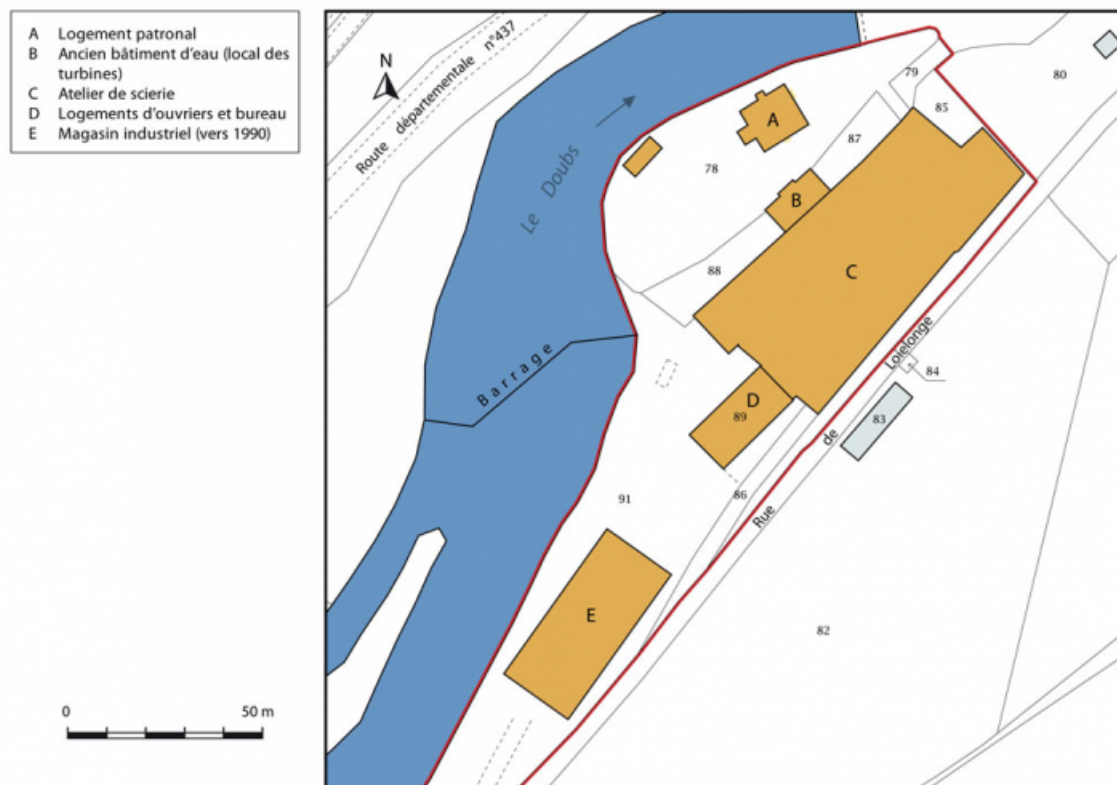 A Logement patronal
B Ancien bâtiment d'eau (local des
turbines)
C Atelier de scierie
D Logements d'ouvriers et bureau
E Magasin industriel (vers 1990)
N
Route départementale n°437
Le Doubs
79
80
85
A
87
78
B
88
C
Barrage
Rue de Loielonge
84
D
89
83
86
91
E
82
0 50 m